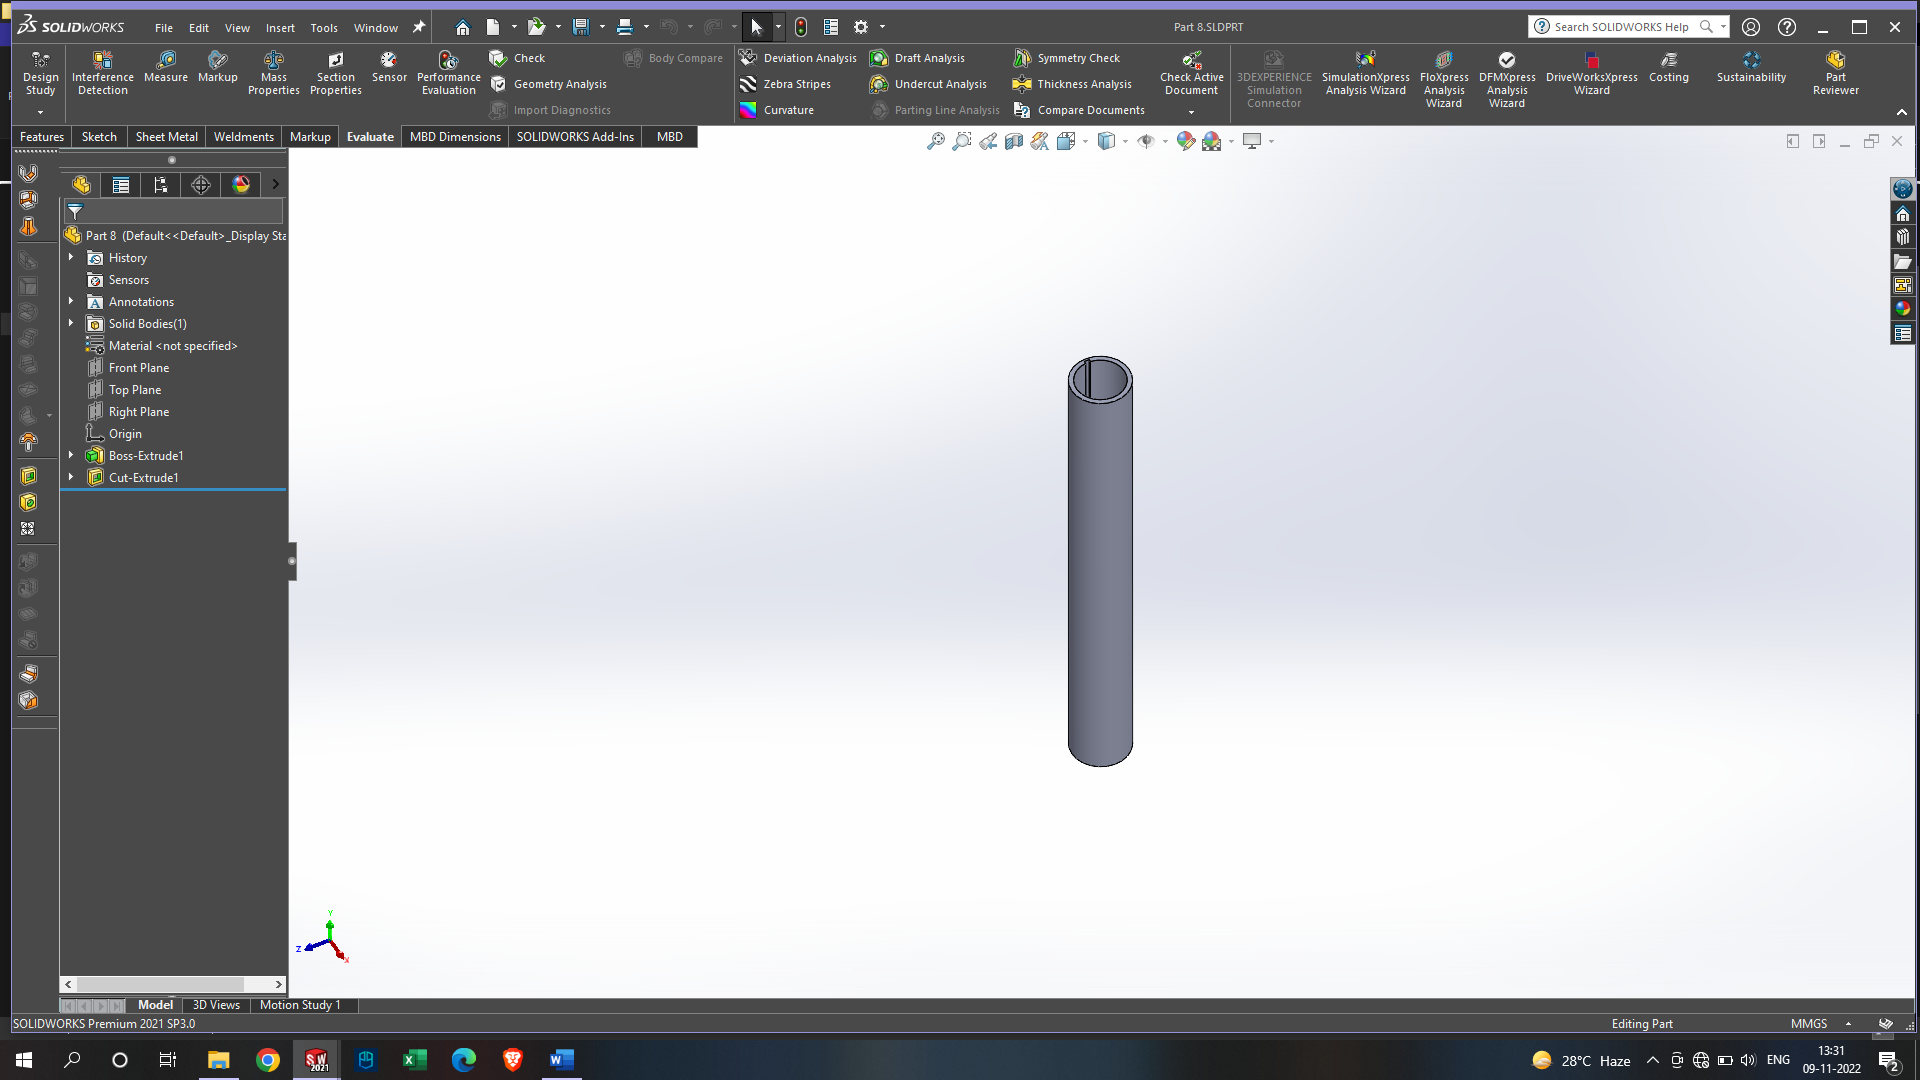 SOLIDWORKS File Edit View Insert Tools Window Part 8.SLDPRT Search SOLIDWORKS Help
Design Study
Interference Detection
Measure
Markup
Mass Properties
Section Properties
Sensor
Performance Evaluation
Check
Geometry Analysis
Import Diagnostics
Body Compare
Deviation Analysis
Zebra Stripes
Curvature
Draft Analysis
Undercut Analysis
Parting Line Analysis
Symmetry Check
Thickness Analysis
Compare Documents
Check Active Document
3DEXPERIENCE Simulation Connector
SimulationXpress Analysis Wizard
FloXpress Analysis Wizard
DFMXpress Analysis Wizard
DriveWorksXpress Wizard
Costing
Sustainability
Part Reviewer
Features Sketch Sheet Metal Weldments Markup Evaluate MBD Dimensions SOLIDWORKS Add-Ins MBD
Part 8 (Default<<Default>_Display Sta
History
Sensors
Annotations
Solid Bodies(1)
Material <not specified>
Front Plane
Top Plane
Right Plane
Origin
Boss-Extrude1
Cut-Extrude1
Y
Z
X
Model 3D Views Motion Study 1
SOLIDWORKS Premium 2021 SP3.0 Editing Part MMGS
SW 2021
28°C Haze ENG 13:31
09-11-2022
2